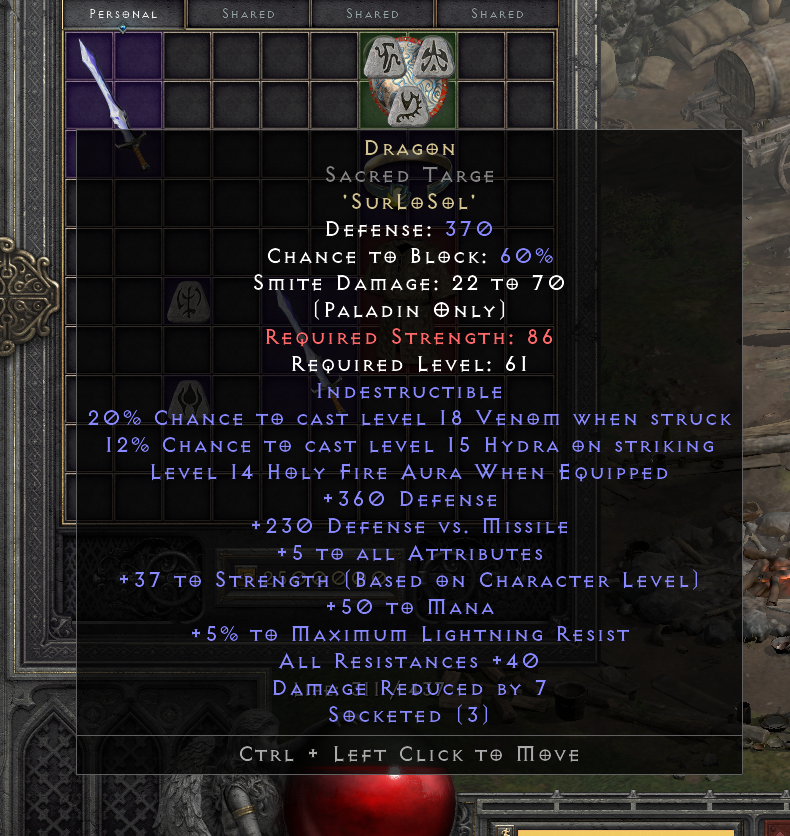 Personal
Shared
Shared
Shared
Dragon
Sacred Targe
'SurLoSol'
Defense: 370
Chance to Block: 60%
Smite Damage: 22 to 70
(Paladin Only)
Required Strength: 86
Required Level: 61
Indestructible
20% Chance to cast level 18 Venom when struck
12% Chance to cast level 15 Hydra on striking
Level 14 Holy Fire Aura When Equipped
+360 Defense
+230 Defense vs. Missile
+5 to all Attributes
+37 to Strength (Based on Character Level)
+50 to Mana
+5% to Maximum Lightning Resist
All Resistances +40
Damage Reduced by 7
Socketed (3)
Ctrl + Left Click to Move